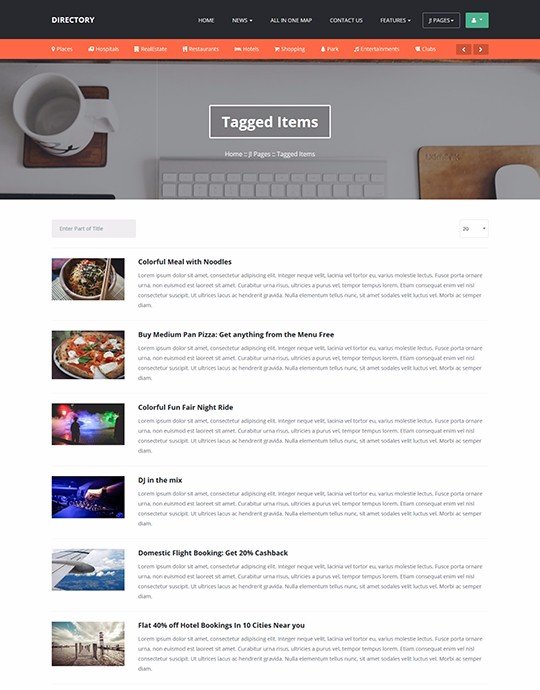 DIRECTORY
HOME NEWS ALL IN ONE MAP CONTACT US FEATURES JI PAGES
Places Hospitals RealEstate Restaurants Hotels Shopping Park Entertainments Clubs
Tagged Items
Home :: JI Pages :: Tagged Items
Enter Part of Title 20
Colorful Meal with Noodles
Lorem ipsum dolor sit amet, consectetur adipiscing elit. Integer neque velit, lacinia vel tortor eu, varius molestie lectus. Fusce porta ornare
urna, non euismod est laoreet sit amet. Curabitur urna risus, ultricies a purus vel, tempus tempus lorem. Etiam consequat enim vel nisl
consectetur suscipit. Ut ultrices lacus ac hendrerit gravida. Nulla elementum tellus nunc, sit amet sodales velit luctus vel. Morbi ac semper
diam.
Buy Medium Pan Pizza: Get anything from the Menu Free
Lorem ipsum dolor sit amet, consectetur adipiscing elit. Integer neque velit, lacinia vel tortor eu, varius molestie lectus. Fusce porta ornare
urna, non euismod est laoreet sit amet. Curabitur urna risus, ultricies a purus vel, tempus tempus lorem. Etiam consequat enim vel nisl
consectetur suscipit. Ut ultrices lacus ac hendrerit gravida. Nulla elementum tellus nunc, sit amet sodales velit luctus vel. Morbi ac semper
diam.
Colorful Fun Fair Night Ride
Lorem ipsum dolor sit amet, consectetur adipiscing elit. Integer neque velit, lacinia vel tortor eu, varius molestie lectus. Fusce porta ornare
urna, non euismod est laoreet sit amet. Curabitur urna risus, ultricies a purus vel, tempus tempus lorem. Etiam consequat enim vel nisl
consectetur suscipit. Ut ultrices lacus ac hendrerit gravida. Nulla elementum tellus nunc, sit amet sodales velit luctus vel. Morbi ac semper
diam.
DJ in the mix
Lorem ipsum dolor sit amet, consectetur adipiscing elit. Integer neque velit, lacinia vel tortor eu, varius molestie lectus. Fusce porta ornare
urna, non euismod est laoreet sit amet. Curabitur urna risus, ultricies a purus vel, tempus tempus lorem. Etiam consequat enim vel nisl
consectetur suscipit. Ut ultrices lacus ac hendrerit gravida. Nulla elementum tellus nunc, sit amet sodales velit luctus vel. Morbi ac semper
diam.
Domestic Flight Booking: Get 20% Cashback
Lorem ipsum dolor sit amet, consectetur adipiscing elit. Integer neque velit, lacinia vel tortor eu, varius molestie lectus. Fusce porta ornare
urna, non euismod est laoreet sit amet. Curabitur urna risus, ultricies a purus vel, tempus tempus lorem. Etiam consequat enim vel nisl
consectetur suscipit. Ut ultrices lacus ac hendrerit gravida. Nulla elementum tellus nunc, sit amet sodales velit luctus vel. Morbi ac semper
diam.
Flat 40% off Hotel Bookings In 10 Cities Near you
Lorem ipsum dolor sit amet, consectetur adipiscing elit. Integer neque velit, lacinia vel tortor eu, varius molestie lectus. Fusce porta ornare
urna, non euismod est laoreet sit amet. Curabitur urna risus, ultricies a purus vel, tempus tempus lorem. Etiam consequat enim vel nisl
consectetur suscipit. Ut ultrices lacus ac hendrerit gravida. Nulla elementum tellus nunc, sit amet sodales velit luctus vel. Morbi ac semper
diam.